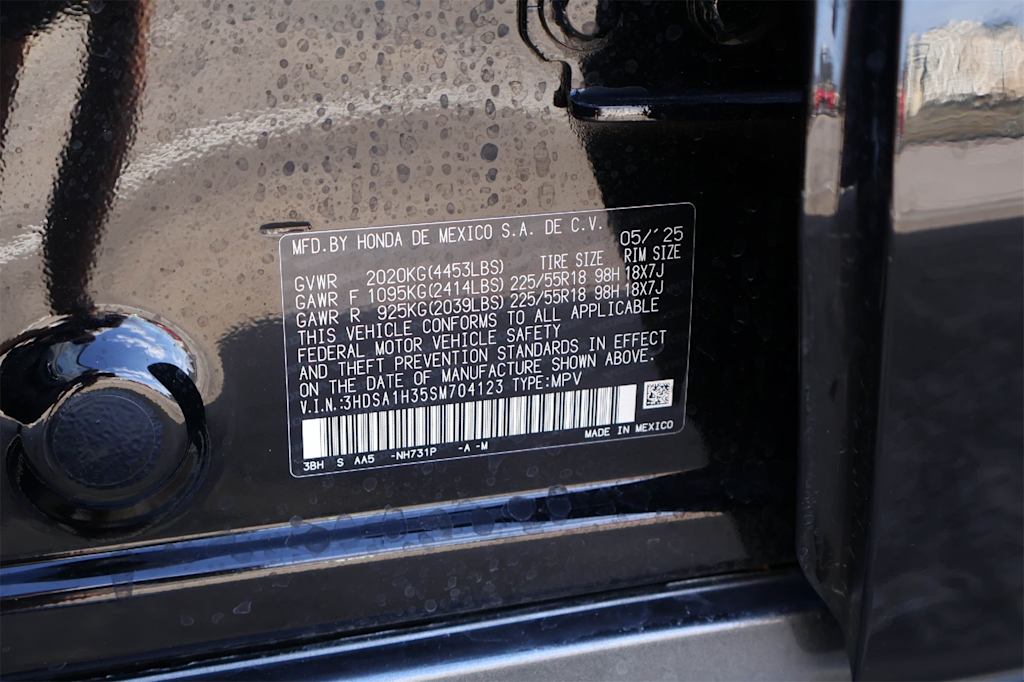 MFD.BY HONDA DE MEXICO S.A. DE C.V. 05/'25
GVWR 2020KG(4453LBS) TIRE SIZE RIM SIZE
GAWR F 1095KG(2414LBS) 225/55R18 98H 18X7J
GAWR R 925KG(2039LBS) 225/55R18 98H 18X7J
THIS VEHICLE CONFORMS TO ALL APPLICABLE
FEDERAL MOTOR VEHICLE SAFETY
AND THEFT PREVENTION STANDARDS IN EFFECT
ON THE DATE OF MANUFACTURE SHOWN ABOVE.
V.I.N.:3HDSA1H35SM704123 TYPE:MPV
MADE IN MEXICO
3BH S AA5 -NH731P -A -M